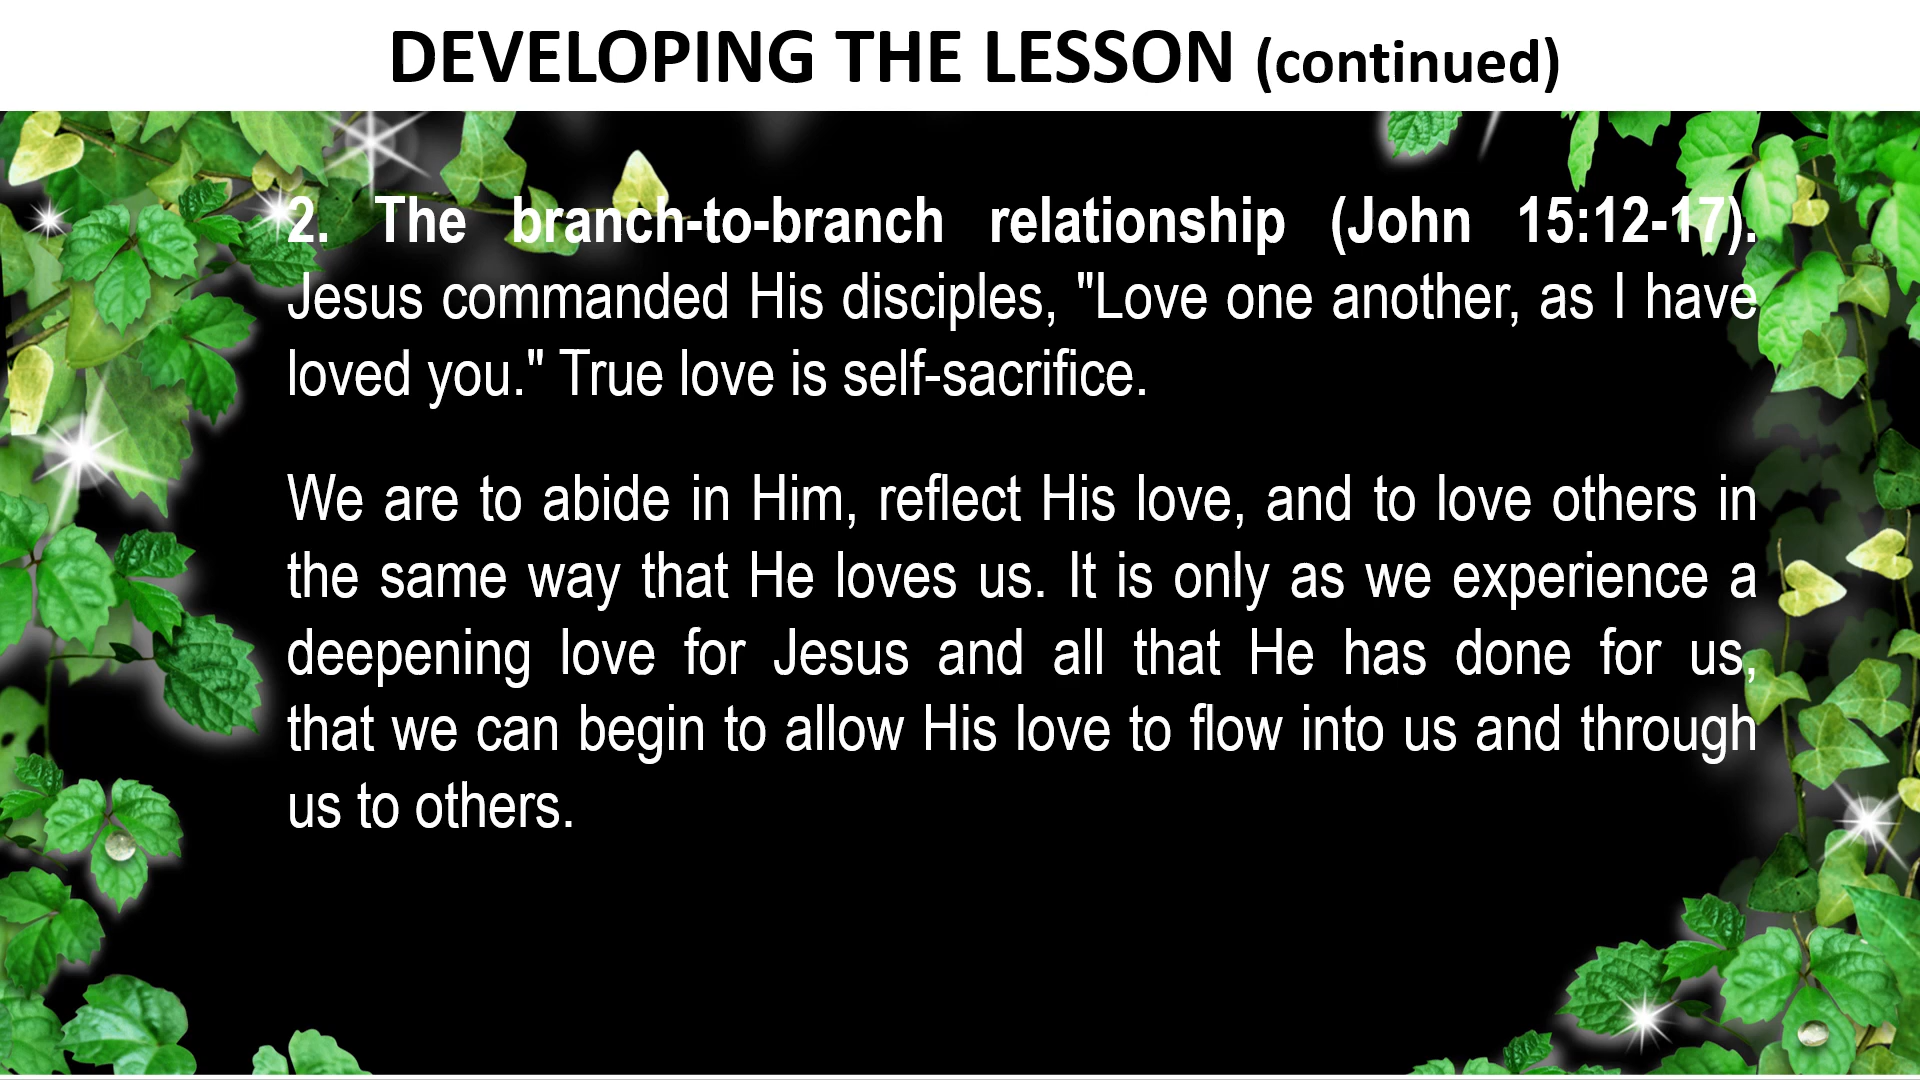 DEVELOPING THE LESSON (continued)
2. The branch-to-branch relationship (John 15:12-17).
Jesus commanded His disciples, "Love one another, as I have
loved you." True love is self-sacrifice.
We are to abide in Him, reflect His love, and to love others in
the same way that He loves us. It is only as we experience a
deepening love for Jesus and all that He has done for us,
that we can begin to allow His love to flow into us and through
us to others.